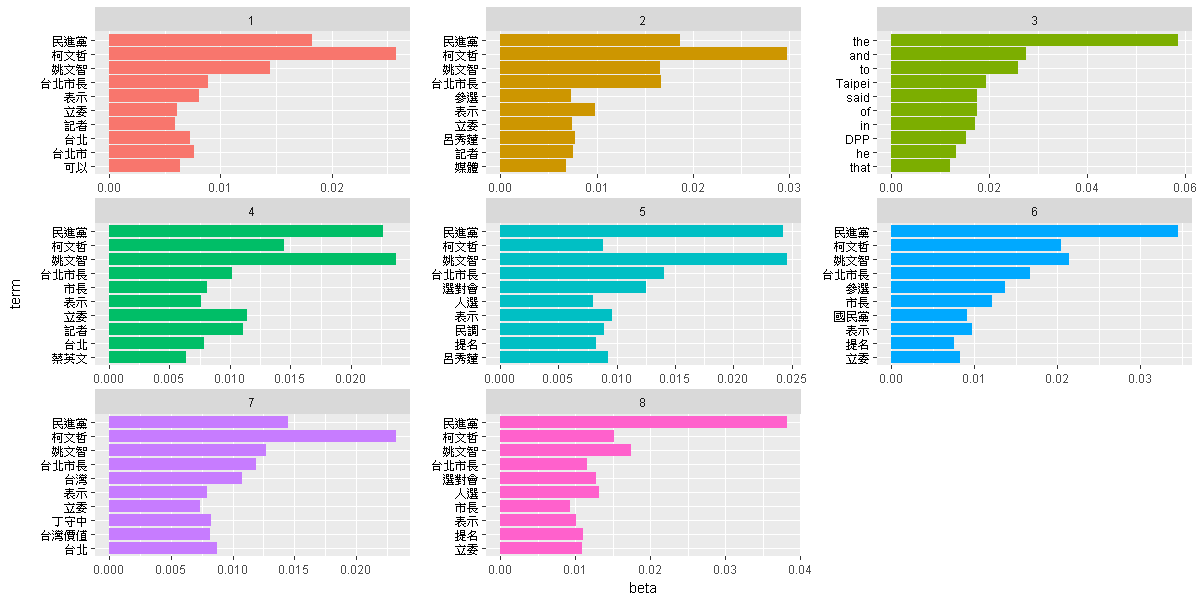 1
民進黨
柯文哲
姚文智
台北市長
表示
立委
記者
台北
台北市
可以
0.00 0.01 0.02
2
民進黨
柯文哲
姚文智
台北市長
參選
表示
立委
呂秀蓮
記者
媒體
0.00 0.01 0.02 0.03
3
the
and
to
Taipei
said
of
in
DPP
he
that
0.00 0.02 0.04 0.06
term
4
民進黨
柯文哲
姚文智
台北市長
市長
表示
立委
記者
台北
蔡英文
0.000 0.005 0.010 0.015 0.020
5
民進黨
柯文哲
姚文智
台北市長
選對會
人選
表示
民調
提名
呂秀蓮
0.000 0.005 0.010 0.015 0.020 0.025
6
民進黨
柯文哲
姚文智
台北市長
參選
市長
國民黨
表示
提名
立委
0.00 0.01 0.02 0.03
7
民進黨
柯文哲
姚文智
台北市長
台灣
表示
立委
丁守中
台灣價值
台北
0.000 0.005 0.010 0.015 0.020
8
民進黨
柯文哲
姚文智
台北市長
選對會
人選
市長
表示
提名
立委
0.00 0.01 0.02 0.03 0.04
beta